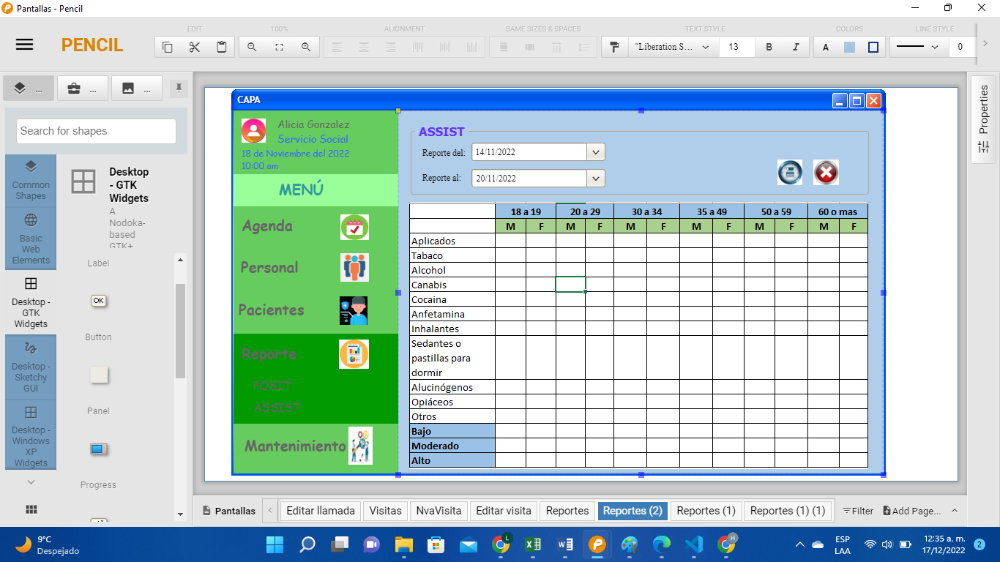 Pantallas - Pencil
PENCIL
EDIT
100%
ALIGNMENT
SAME SIZES & SPACES
TEXT STYLE
COLORS
LINE STYLE
"Liberation S...
13
B
I
A
0
...
...
...
Search for shapes
Common Shapes
Basic Web Elements
Desktop - GTK Widgets
Desktop - Sketchy GUI
Desktop - Windows XP Widgets
Desktop - GTK Widgets
A Nodoka-based GTK+
Label
OK
Button
Panel
Progress
CAPA
Alicia Gonzalez
Servicio Social
18 de Noviembre del 2022
10:00 am
MENÚ
Agenda
Personal
Pacientes
Reporte
POSIT
ASSIST
Mantenimiento
ASSIST
Reporte del: 14/11/2022
Reporte al: 20/11/2022
18 a 19 20 a 29 30 a 34 35 a 49 50 a 59 60 o mas
M F M F M F M F M F M F
Aplicados
Tabaco
Alcohol
Canabis
Cocaina
Anfetamina
Inhalantes
Sedantes o
pastillas para
dormir
Alucinógenos
Opiáceos
Otros
Bajo
Moderado
Alto
Properties
Pantallas
Editar llamada
Visitas
NvaVisita
Editar visita
Reportes
Reportes (2)
Reportes (1)
Reportes (1) (1)
Filter
Add Page...
9°C
Despejado
L
H
ESP
LAA
12:35 a. m.
17/12/2022
2